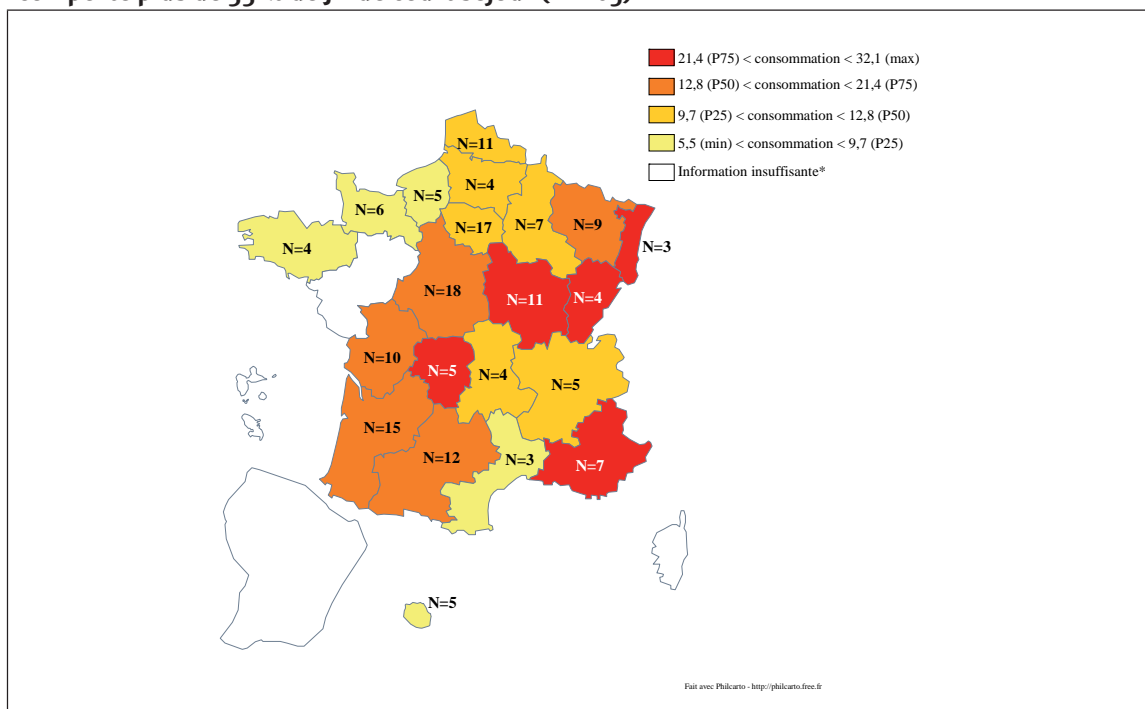 21,4 (P75) < consommation < 32,1 (max)
12,8 (P50) < consommation < 21,4 (P75)
9,7 (P25) < consommation < 12,8 (P50)
5,5 (min) < consommation < 9,7 (P25)
Information insuffisante*
N=11
N=4
N=5
N=6
N=17
N=7
N=9
N=3
N=4
N=18
N=11
N=4
N=10
N=5
N=4
N=5
N=15
N=12
N=3
N=7
N=5
Fait avec Philcarto - http://philcarto.free.fr